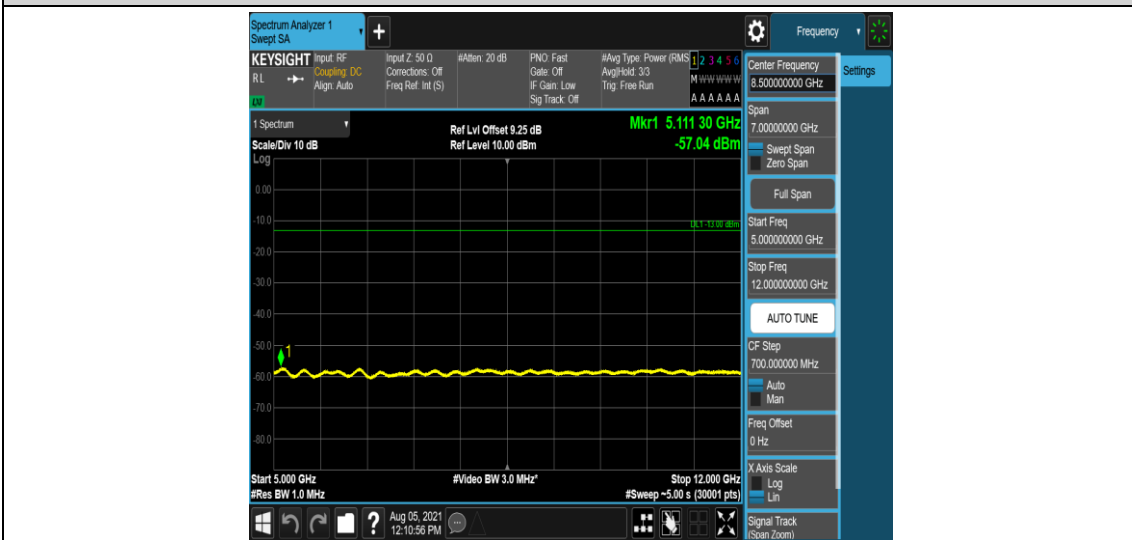 Spectrum Analyzer 1
Swept SA
+
Frequency
KEYSIGHT
RL
LXI
Input: RF
Coupling: DC
Align: Auto
Input Z: 50 Ω
Corrections: Off
Freq Ref: Int (S)
#Atten: 20 dB
PNO: Fast
Gate: Off
IF Gain: Low
Sig Track: Off
#Avg Type: Power (RMS
Avg|Hold: 3/3
Trig: Free Run
1 2 3 4 5 6
M W W W W W
A A A A A A
1 Spectrum
Scale/Div 10 dB
Log
Ref Lvl Offset 9.25 dB
Ref Level 10.00 dBm
Mkr1 5.111 30 GHz
-57.04 dBm
0.00
-10.0
DL1 -13.00 dBm
-20.0
-30.0
-40.0
-50.0
1
-60.0
-70.0
-80.0
Start 5.000 GHz
#Res BW 1.0 MHz
#Video BW 3.0 MHz*
Stop 12.000 GHz
#Sweep ~5.00 s (30001 pts)
Center Frequency
8.500000000 GHz
Settings
Span
7.00000000 GHz
Swept Span
Zero Span
Full Span
Start Freq
5.000000000 GHz
Stop Freq
12.000000000 GHz
AUTO TUNE
CF Step
700.000000 MHz
Auto
Man
Freq Offset
0 Hz
X Axis Scale
Log
Lin
Signal Track
(Span Zoom)
?
Aug 05, 2021
12:10:56 PM